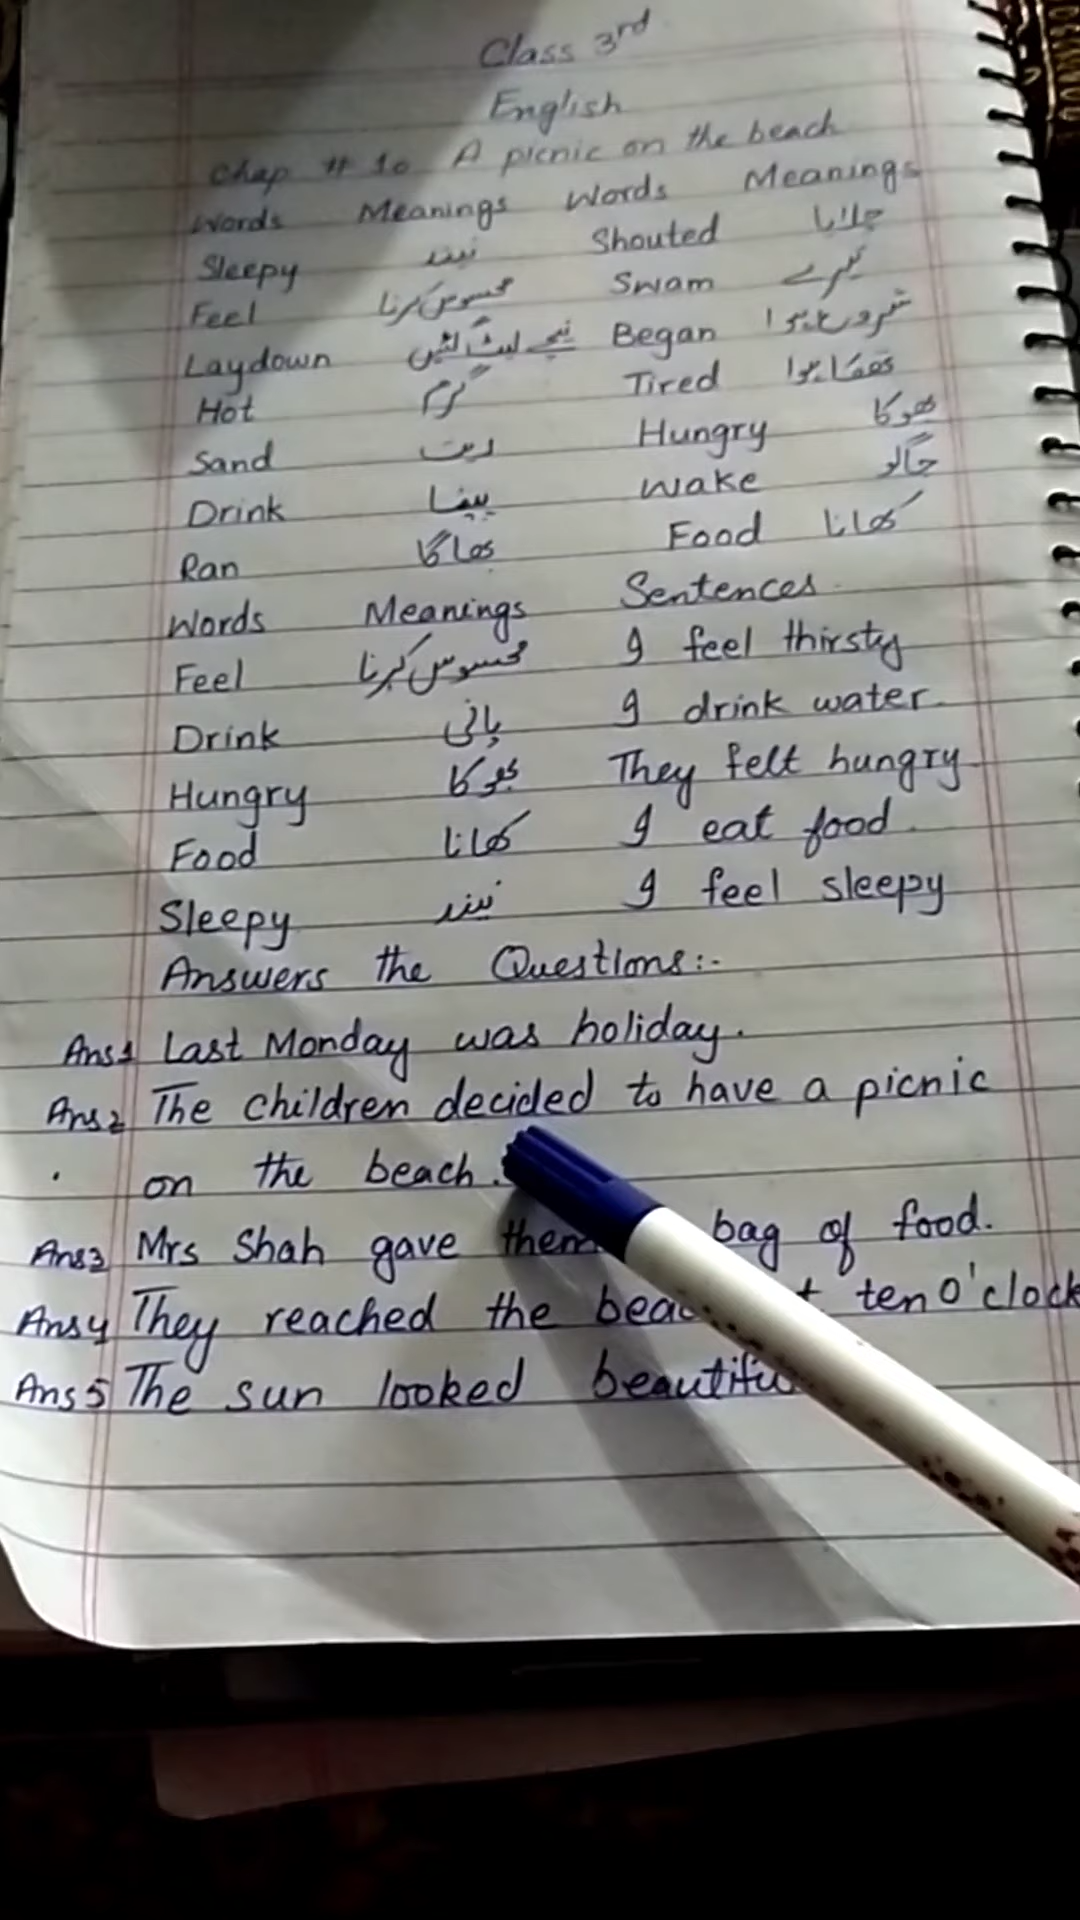 Class 3rd
English
Chap # 10 A picnic on the beach
Words Meanings Words Meanings
Sleepy نیند Shouted چلایا
Feel محسوس کرنا Swam تیرے
Laydown نیچے لیٹ گئیں Began شروع ہوا
Hot گرم Tired تھکا ہوا
Sand ریت Hungry بھوکا
Drink پینا Wake جاگو
Ran بھاگا Food کھانا
Words Meanings Sentences
Feel محسوس کرنا I feel thirsty
Drink پانی I drink water.
Hungry بھوکا They felt hungry
Food کھانا I eat food.
Sleepy نیند I feel sleepy
Answers the Questions:-
Ans1 Last Monday was holiday.
Ans2 The children decided to have a picnic
on the beach.
Ans3 Mrs Shah gave them bag of food.
Ans4 They reached the ten O'clock
Ans5 The sun looked